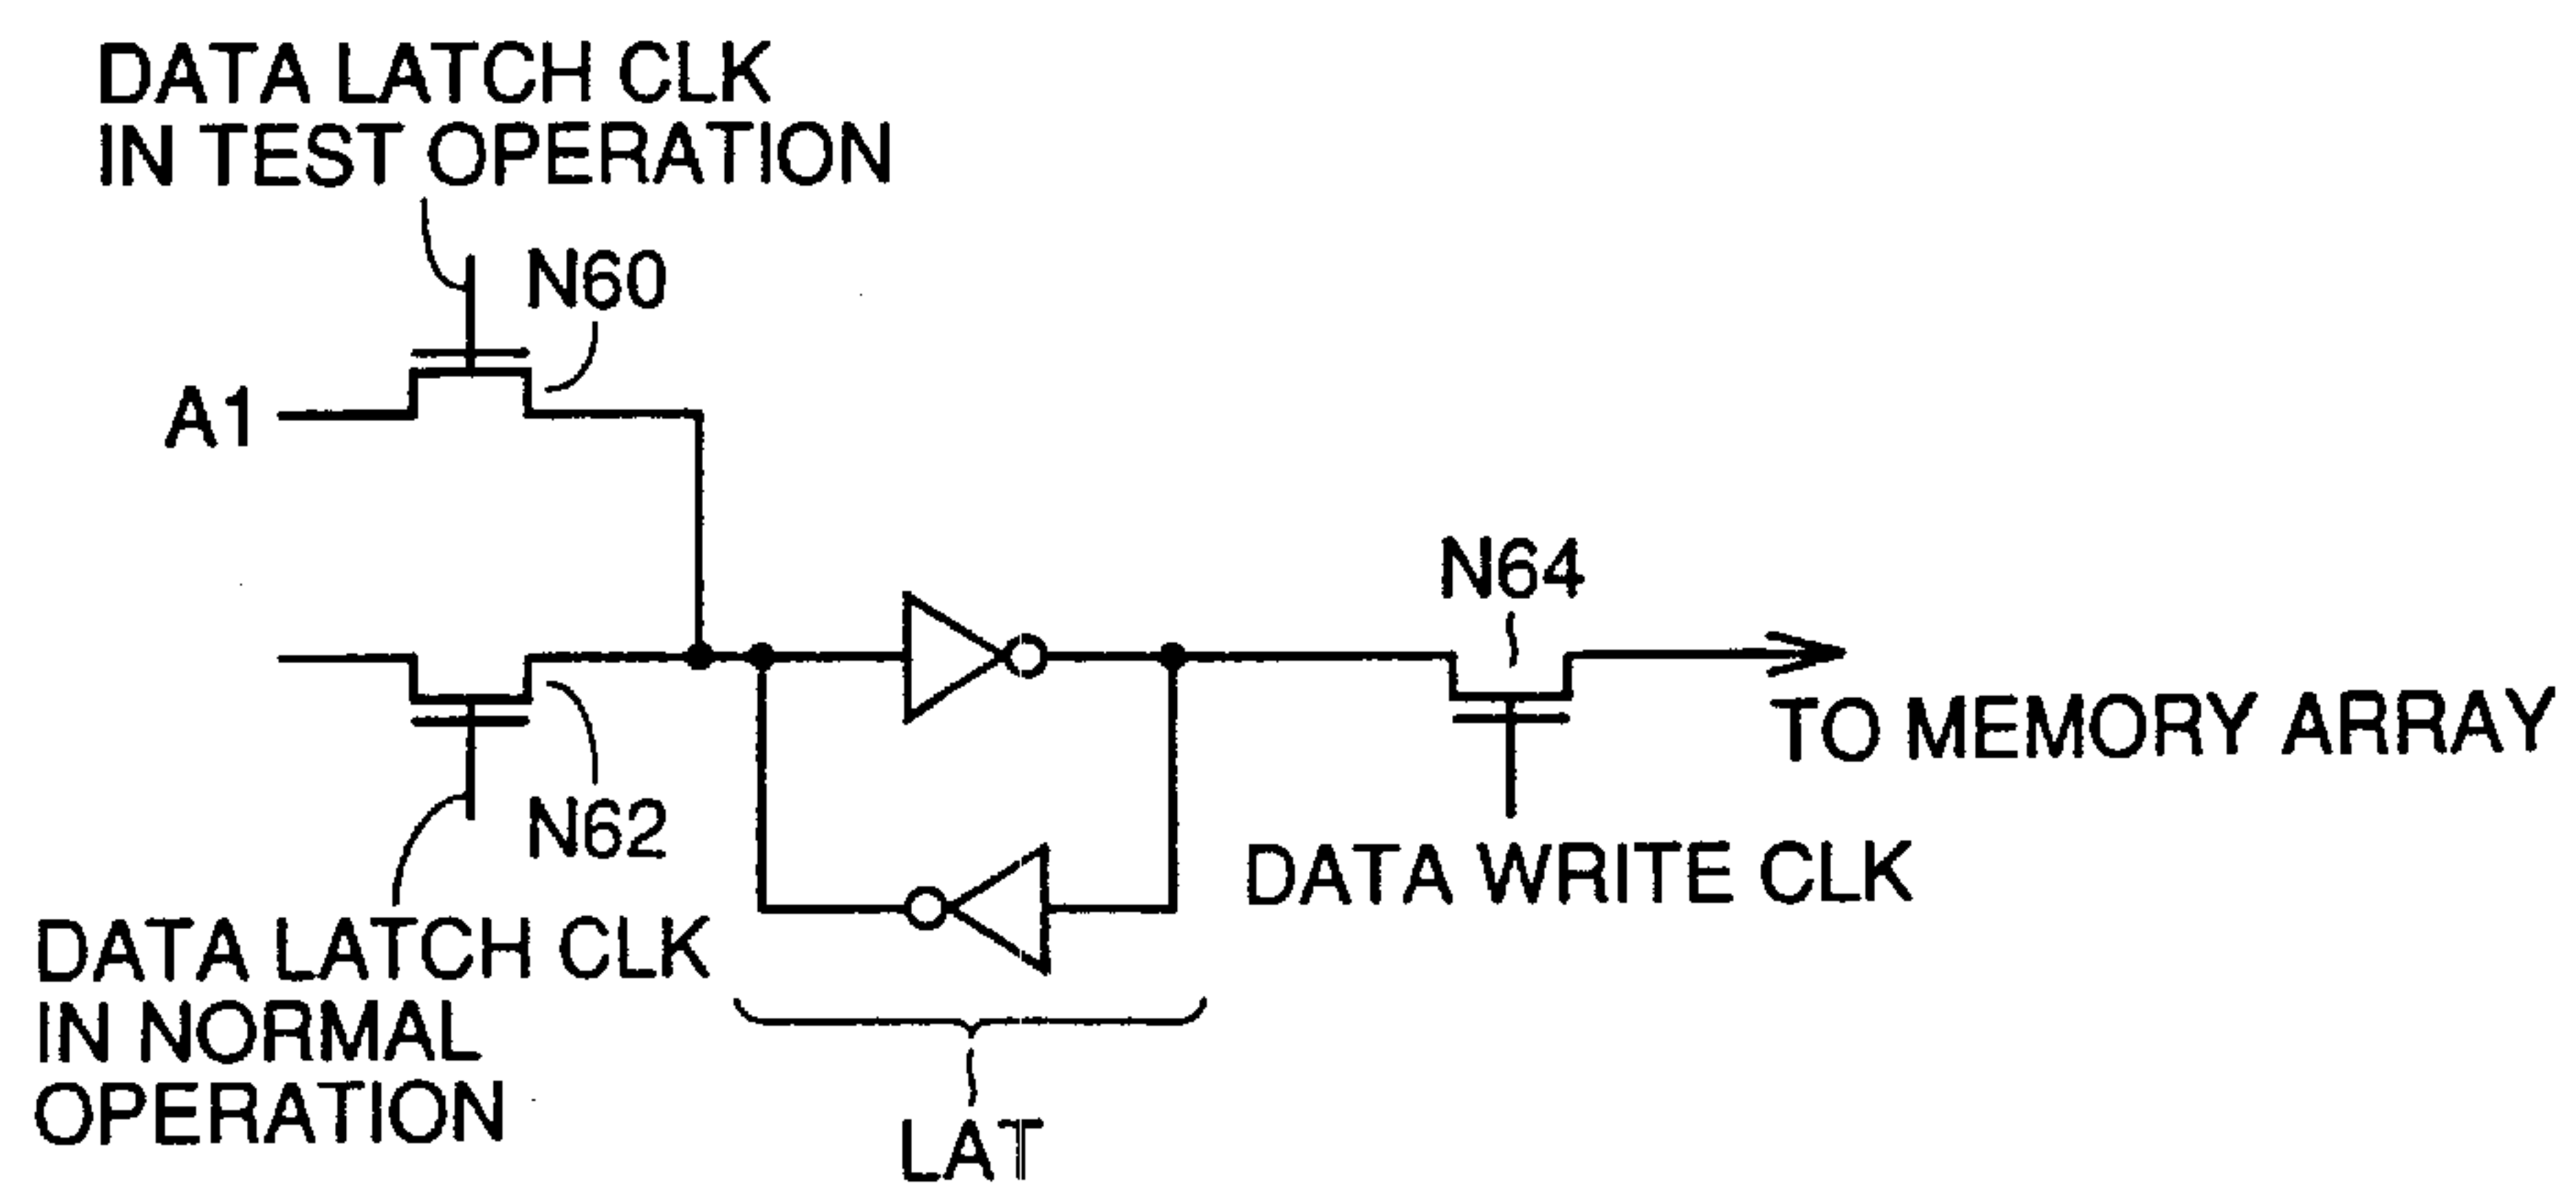 DATA LATCH CLK
IN TEST OPERATION
N60
A1
N64
TO MEMORY ARRAY
N62
DATA WRITE CLK
DATA LATCH CLK
IN NORMAL
OPERATION
LAT